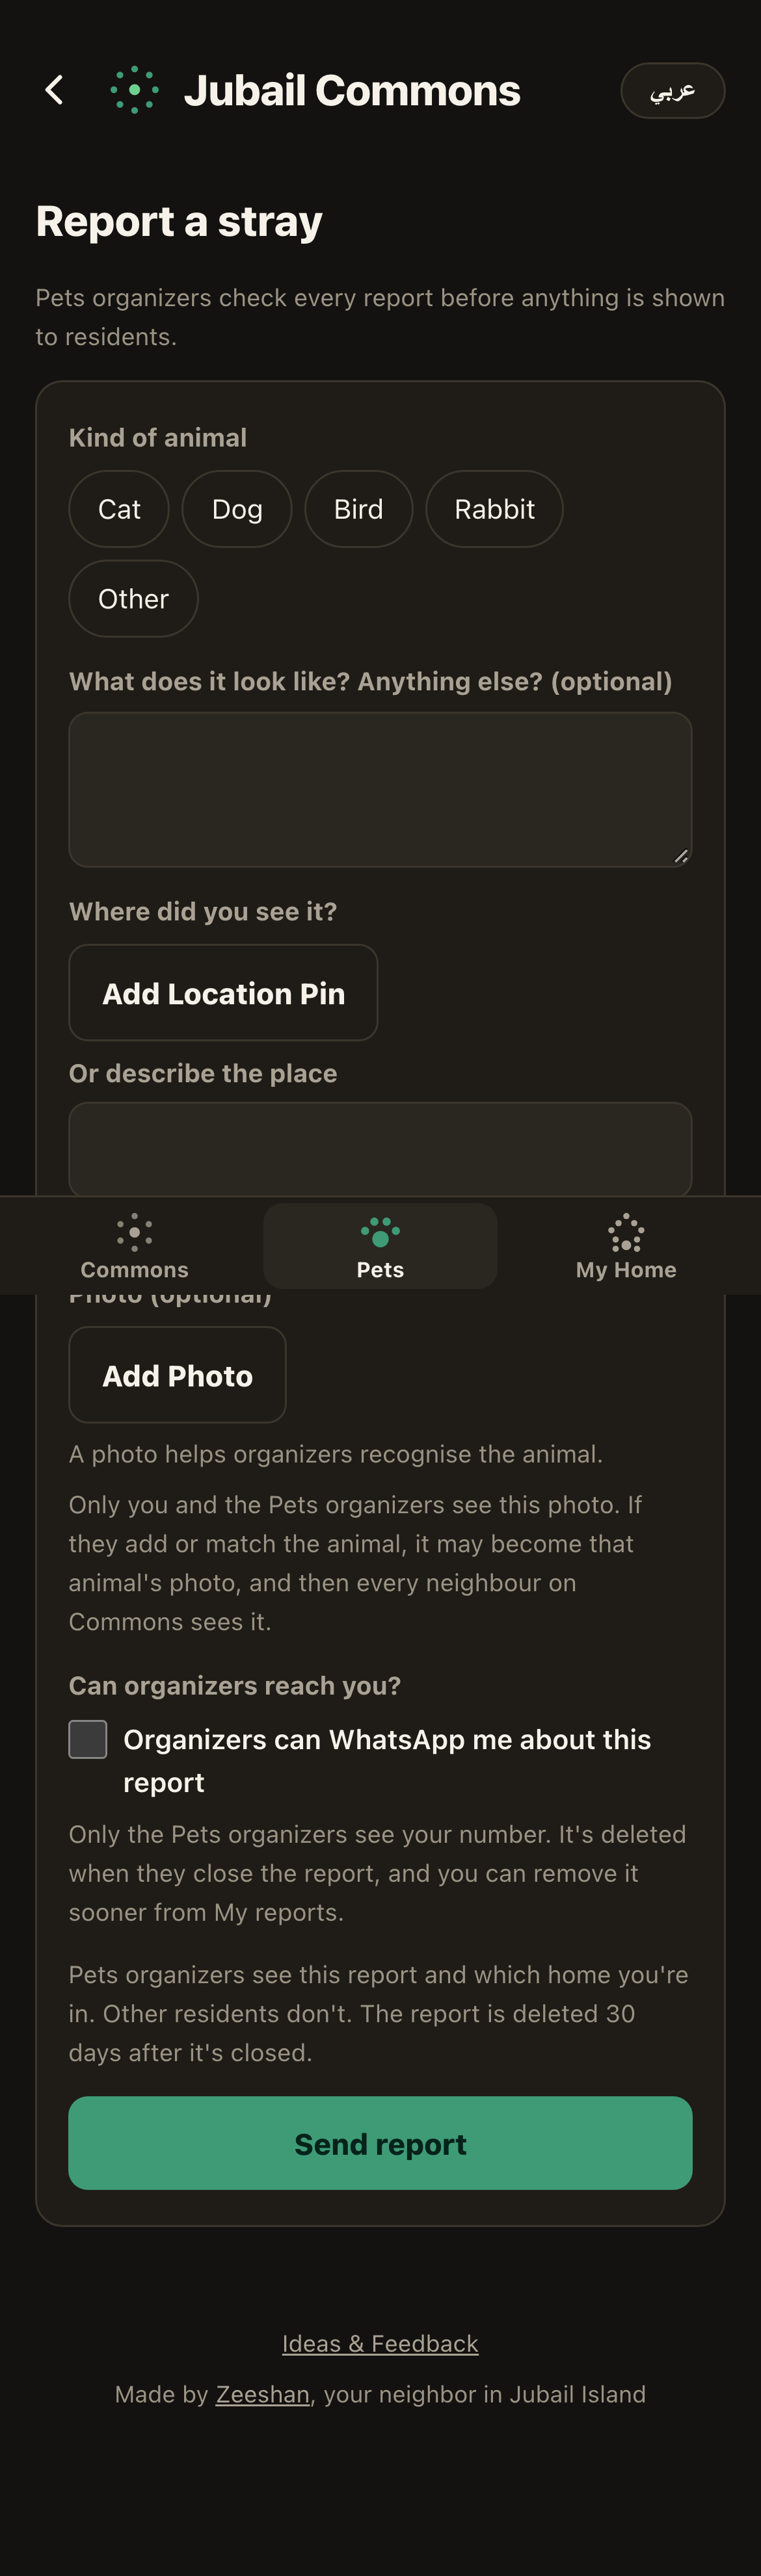 Jubail Commons
عربي
Report a stray
Pets organizers check every report before anything is shown
to residents.
Kind of animal
Cat
Dog
Bird
Rabbit
Other
What does it look like? Anything else? (optional)
Where did you see it?
Add Location Pin
Or describe the place
Commons
Pets
My Home
Photo (optional)
Add Photo
A photo helps organizers recognise the animal.
Only you and the Pets organizers see this photo. If
they add or match the animal, it may become that
animal's photo, and then every neighbour on
Commons sees it.
Can organizers reach you?
Organizers can WhatsApp me about this
report
Only the Pets organizers see your number. It's deleted
when they close the report, and you can remove it
sooner from My reports.
Pets organizers see this report and which home you're
in. Other residents don't. The report is deleted 30
days after it's closed.
Send report
Ideas & Feedback
Made by Zeeshan, your neighbor in Jubail Island